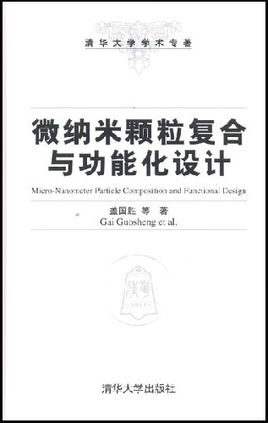 清华大学学术专著
微纳米颗粒复合
与功能化设计
Micro-Nanometer Particle Composition and Functional Design
盖国胜 等 著
Gai Guosheng et al.
清华大学出版社